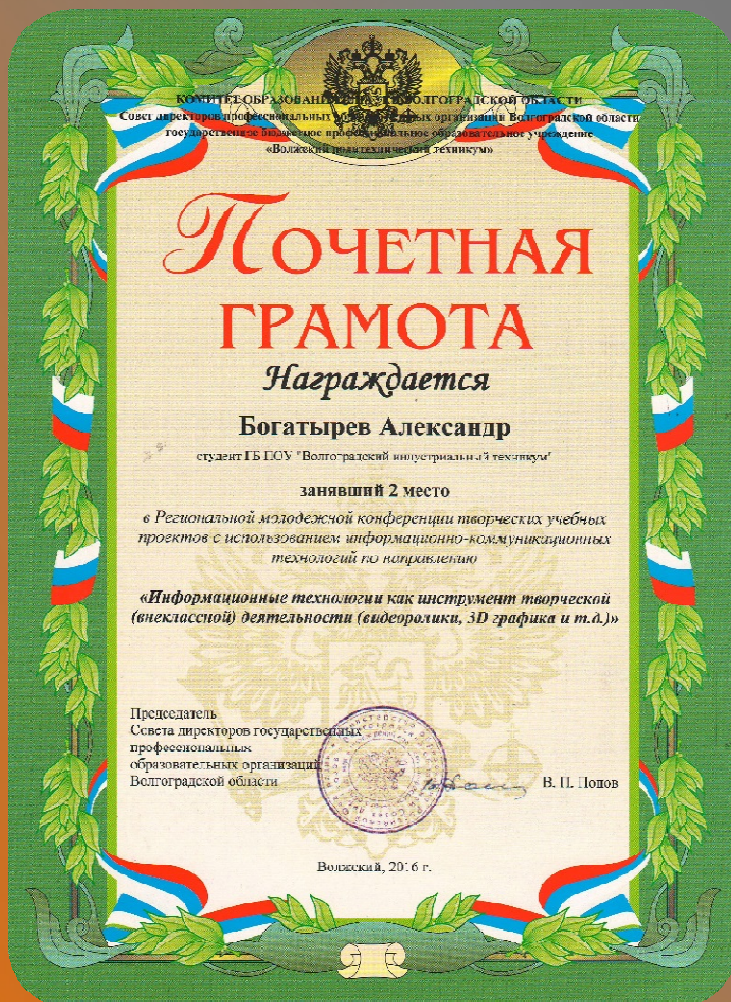 КОМИТЕТ ОБРАЗОВАНИЯ ВОЛГОГРАДСКОЙ ОБЛАСТИ
Совет директоров профессиональных образовательных организаций Волгоградской области
государственное бюджетное профессиональное образовательное учреждение
«Волжский политехнический техникум»
ПОЧЕТНАЯ
ГРАМОТА
Награждается
Богатырев Александр
студент ГБ ПОУ "Волгоградский индустриальный техникум"
занявший 2 место
в Региональной молодежной конференции творческих учебных
проектов с использованием информационно-коммуникационных
технологий по направлению
«Информационные технологии как инструмент творческой
(внеклассной) деятельности (видеоролики, 3D графика и т.д.)»
Председатель
Совета директоров государственных
профессиональных
образовательных организаций
Волгоградской области
В. П. Попов
Волжский, 2016 г.